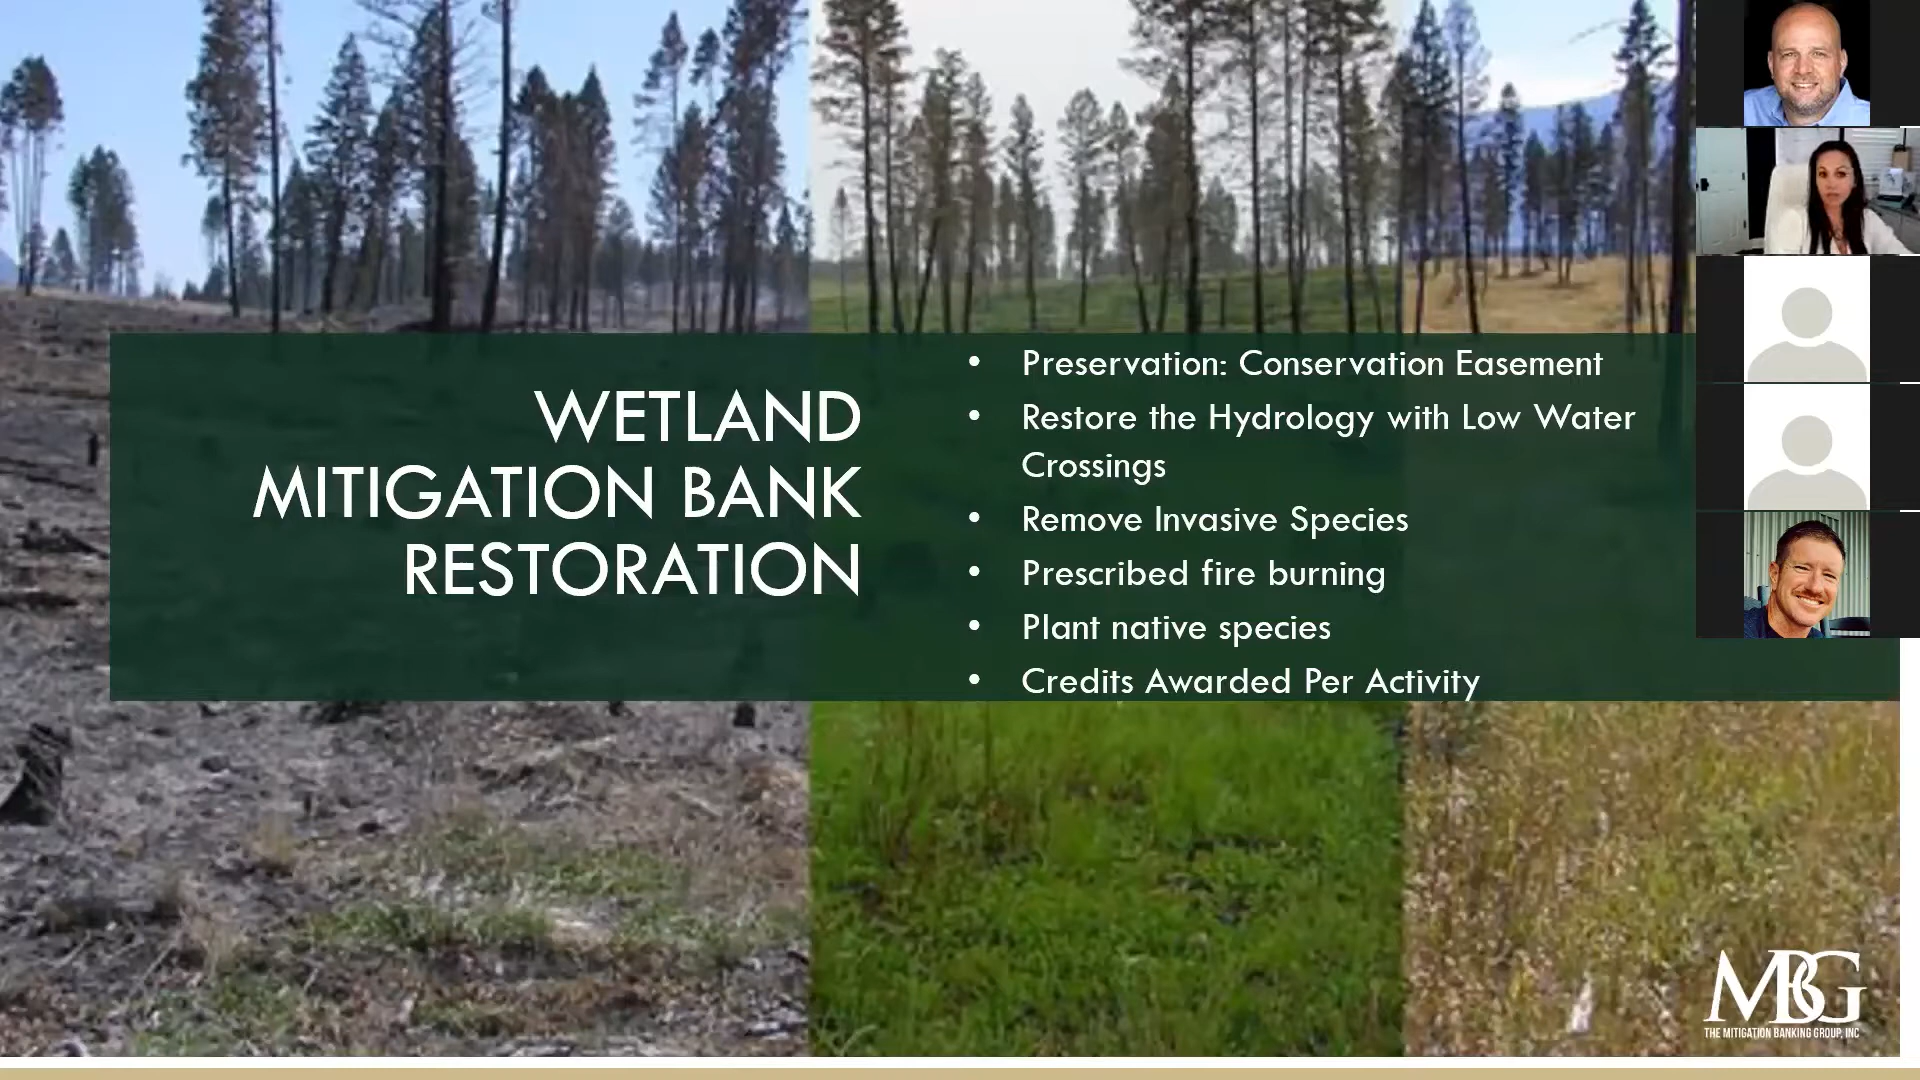 WETLAND
MITIGATION BANK
RESTORATION
• Preservation: Conservation Easement
• Restore the Hydrology with Low Water
Crossings
• Remove Invasive Species
• Prescribed fire burning
• Plant native species
• Credits Awarded Per Activity
MBG
THE MITIGATION BANKING GROUP, INC